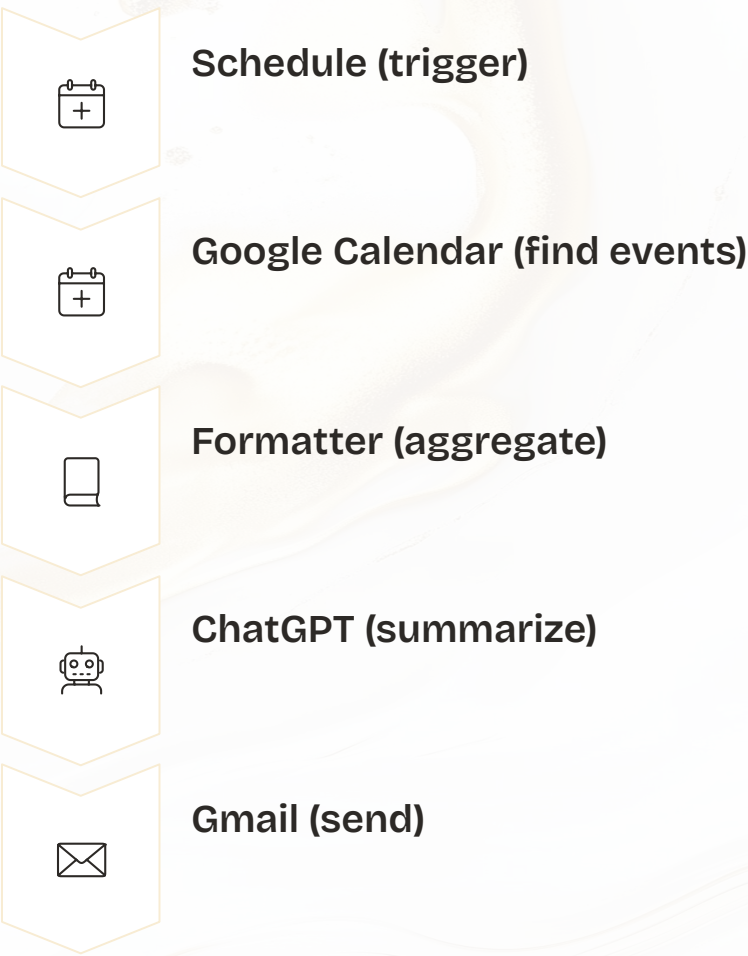 Schedule (trigger)
Google Calendar (find events)
Formatter (aggregate)
ChatGPT (summarize)
Gmail (send)